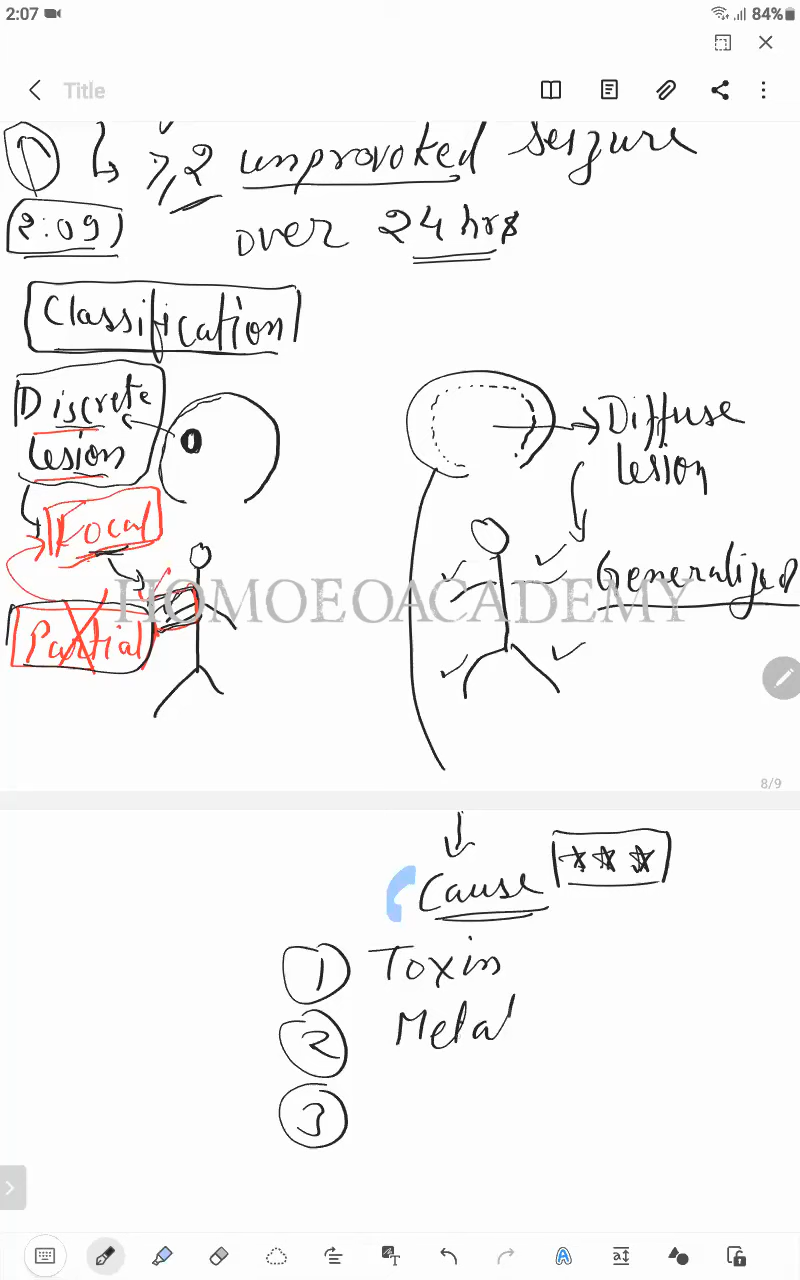 2:07 84%
Title
① ↳ ≥2 unprovoked seizure
2:09 over 24 hrs
Classification
Discrete
lesion
Diffuse
lesion
Focal
Generalized
HOMOEOACADEMY
Partial
8/9
Cause ***
① Toxin
② Metal
③